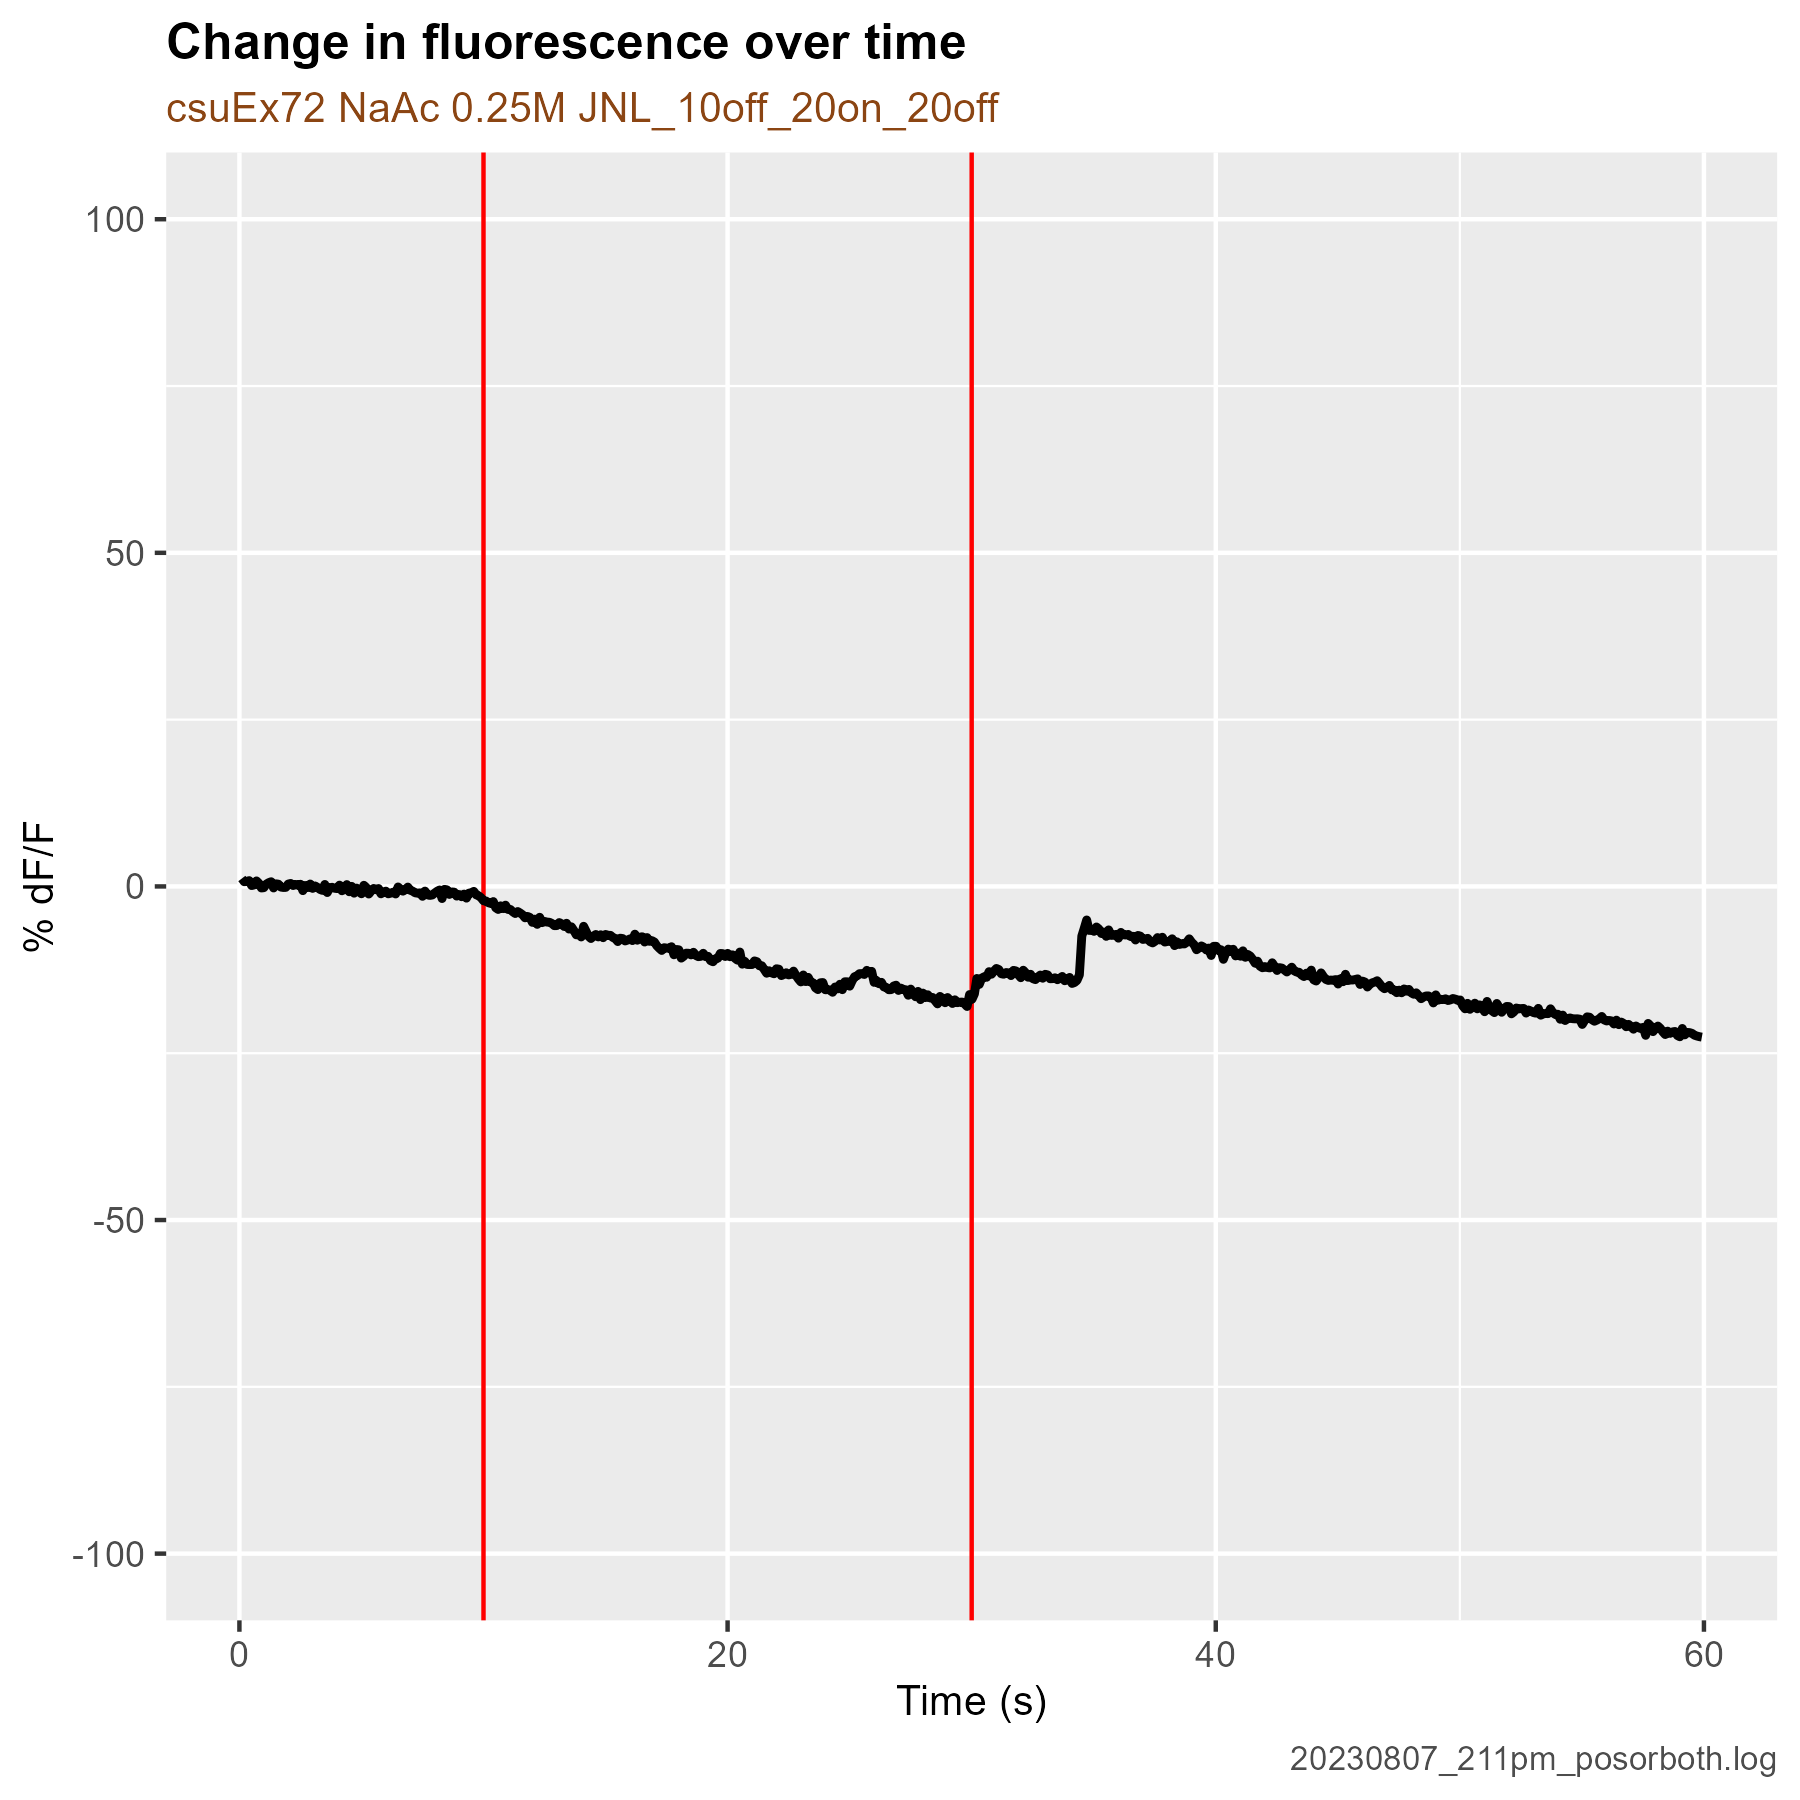 Change in fluorescence over time
csuEx72 NaAc 0.25M JNL_10off_20on_20off
100
50
0
-50
-100
% dF/F
0 20 40 60
Time (s)
20230807_211pm_posorboth.log